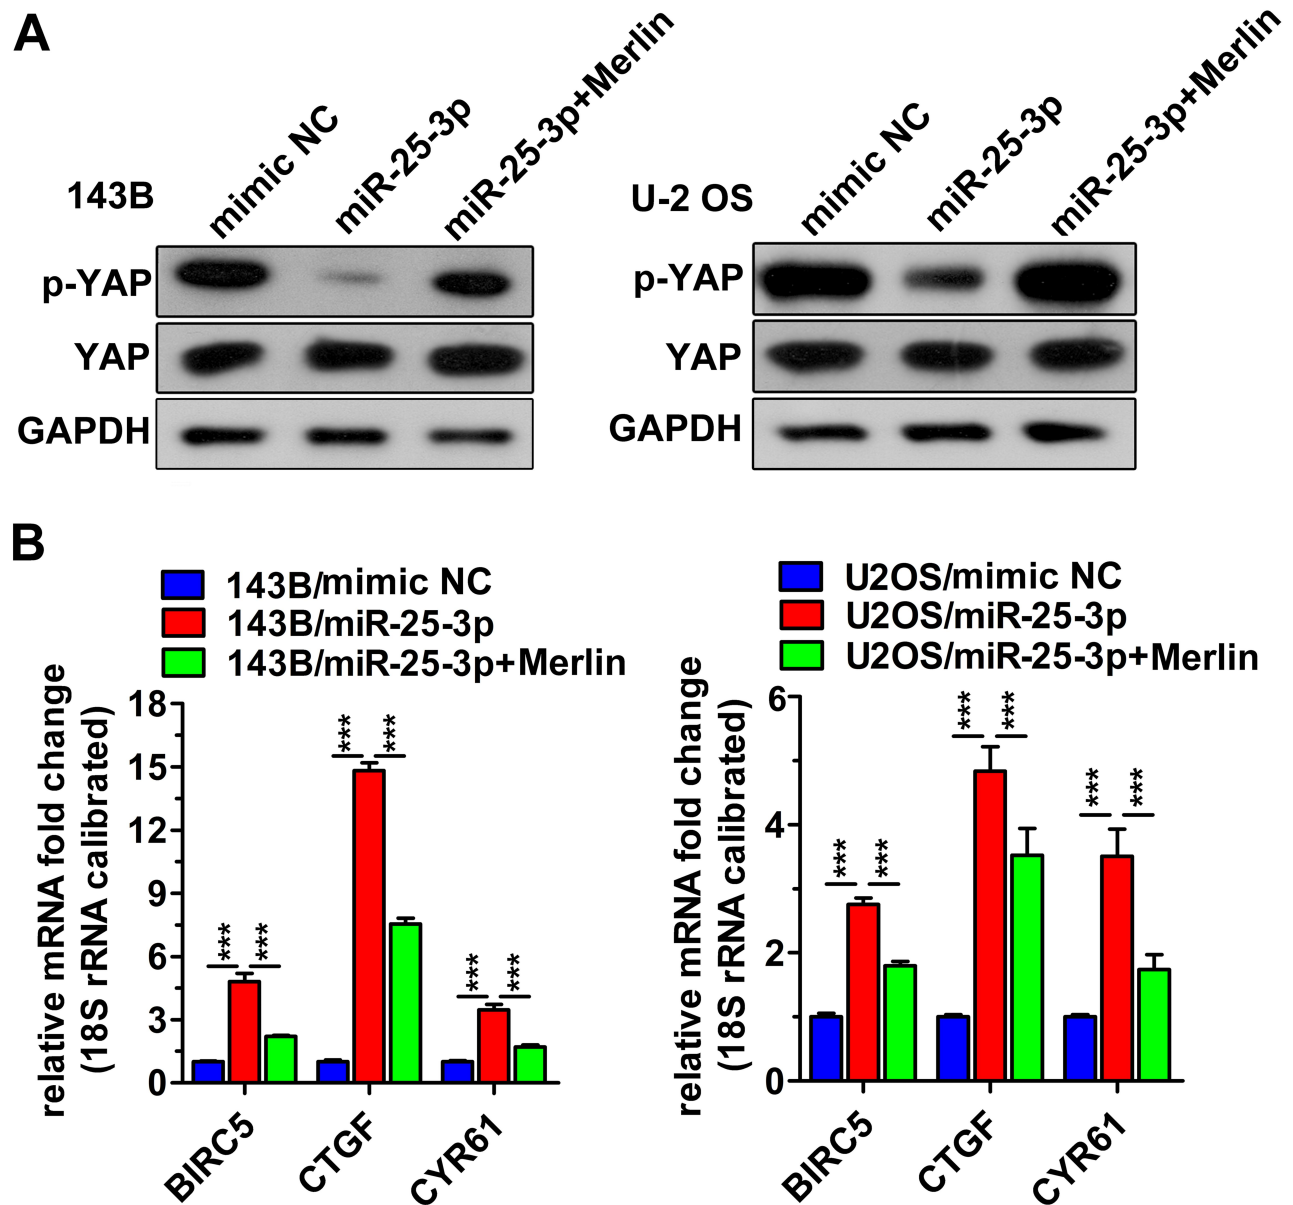 A
143B
mimic NC
miR-25-3p
miR-25-3p+Merlin
p-YAP
YAP
GAPDH
U-2 OS
mimic NC
miR-25-3p
miR-25-3p+Merlin
p-YAP
YAP
GAPDH
B
143B/mimic NC
143B/miR-25-3p
143B/miR-25-3p+Merlin
relative mRNA fold change
(18S rRNA calibrated)
18
15
12
9
6
3
0
***
***
***
***
***
***
BIRC5
CTGF
CYR61
U2OS/mimic NC
U2OS/miR-25-3p
U2OS/miR-25-3p+Merlin
relative mRNA fold change
(18S rRNA calibrated)
6
4
2
0
***
***
***
***
***
***
BIRC5
CTGF
CYR61